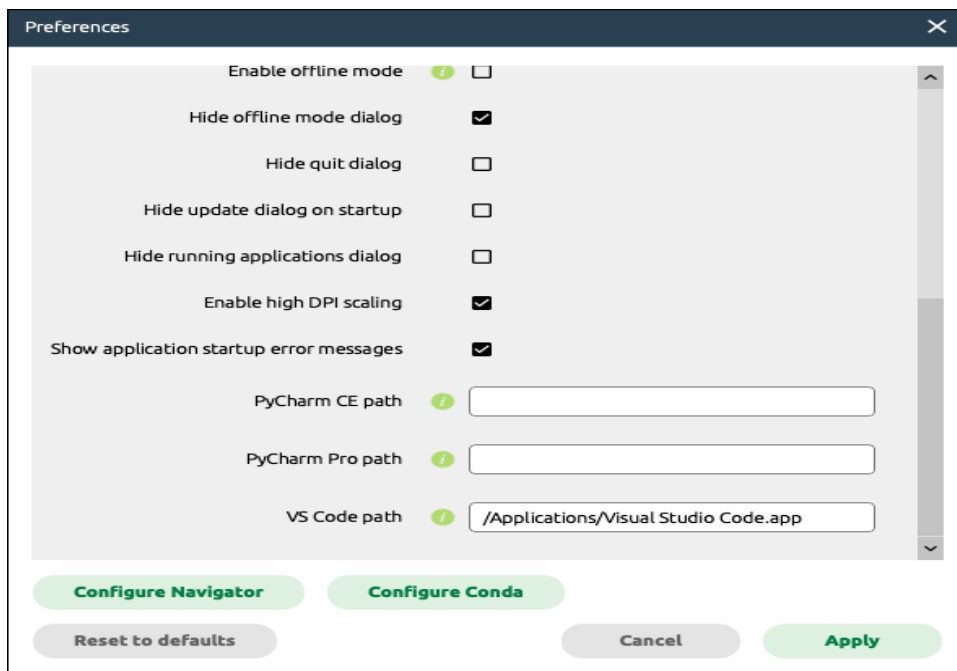 Preferences
Enable offline mode
Hide offline mode dialog
Hide quit dialog
Hide update dialog on startup
Hide running applications dialog
Enable high DPI scaling
Show application startup error messages
PyCharm CE path
PyCharm Pro path
VS Code path /Applications/Visual Studio Code.app
Configure Navigator Configure Conda
Reset to defaults Cancel Apply